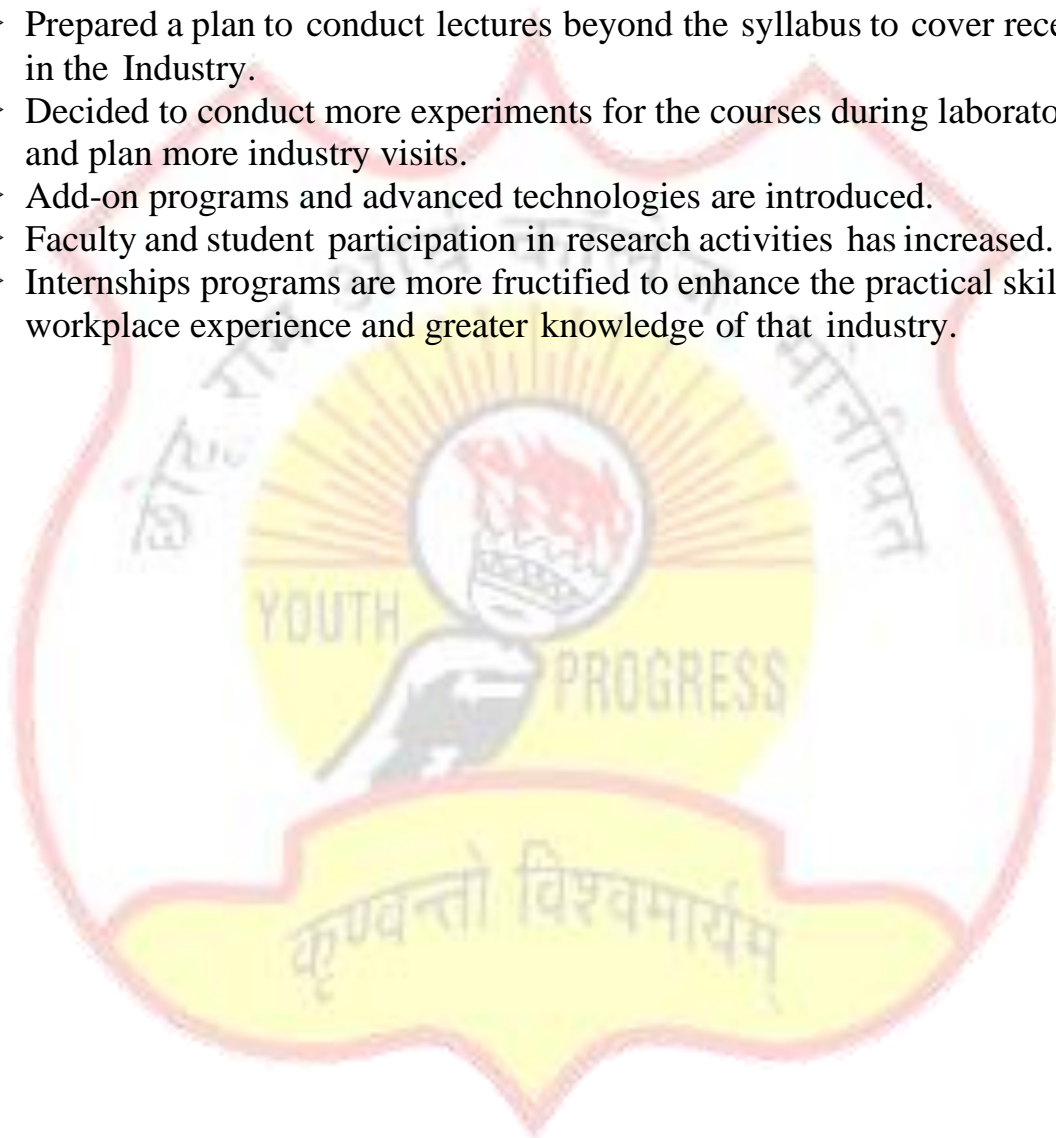 Prepared a plan to conduct lectures beyond the syllabus to cover rece
in the Industry.
Decided to conduct more experiments for the courses during laborato
and plan more industry visits.
Add-on programs and advanced technologies are introduced.
Faculty and student participation in research activities has increased.
Internships programs are more fructified to enhance the practical skil
workplace experience and greater knowledge of that industry.
YOUTH
PROGRESS
कृण्वन्तो विश्वमार्यम्